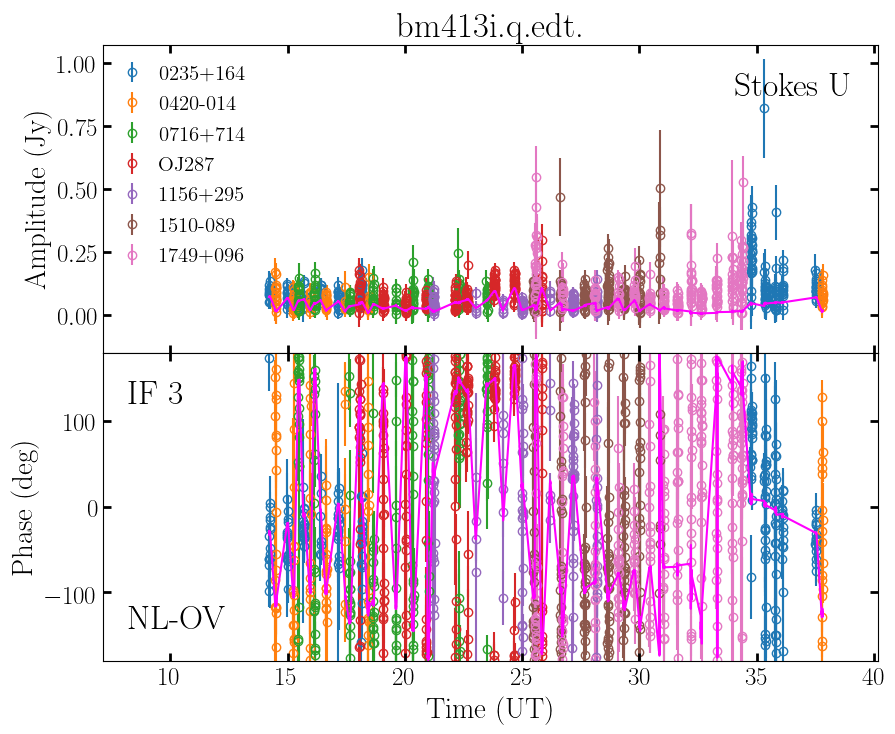 bm413i.q.edt.
1.00
0.75
0.50
0.25
0.00
Amplitude (Jy)
0235+164
0420-014
0716+714
OJ287
1156+295
1510-089
1749+096
Stokes U
100
0
−100
Phase (deg)
IF 3
NL-OV
10 15 20 25 30 35 40
Time (UT)